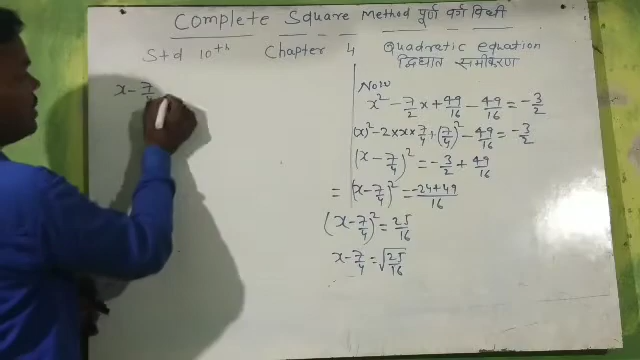 Complete Square Method पूर्ण वर्ग विधी
Std 10th Chapter 4 Quadratic equation
द्विघात समीकरण
x - 7/4
Now
x² - 7/2 x + 49/16 - 49/16 = -3/2
(x)² - 2 × x × 7/4 + (7/4)² - 49/16 = -3/2
(x - 7/4)² = -3/2 + 49/16
= (x - 7/4)² = -24+49/16
(x - 7/4)² = 25/16
x - 7/4 = √25/16